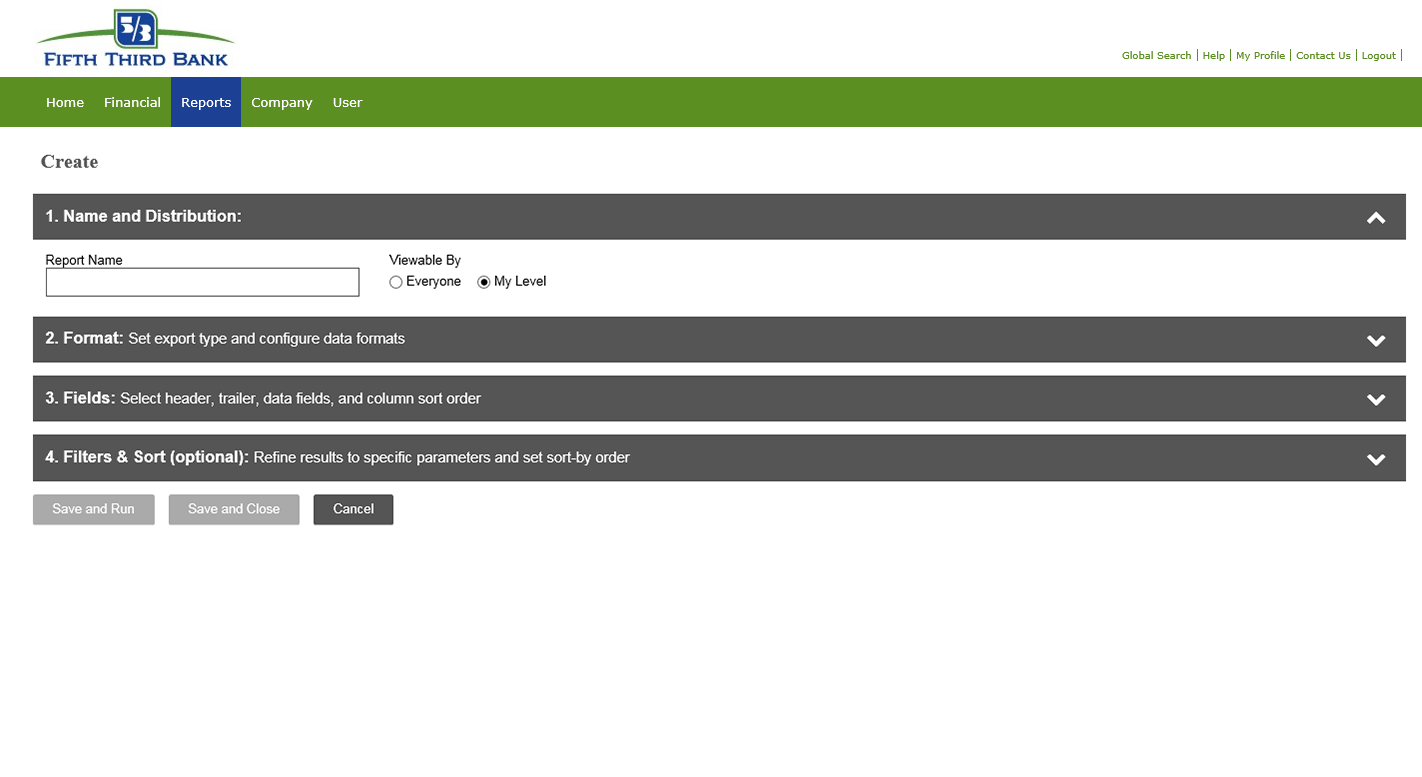 5/3
FIFTH THIRD BANK
Global Search | Help | My Profile | Contact Us | Logout |
Home Financial Reports Company User
Create
1. Name and Distribution:
Report Name Viewable By
Everyone My Level
2. Format: Set export type and configure data formats
3. Fields: Select header, trailer, data fields, and column sort order
4. Filters & Sort (optional): Refine results to specific parameters and set sort-by order
Save and Run Save and Close Cancel